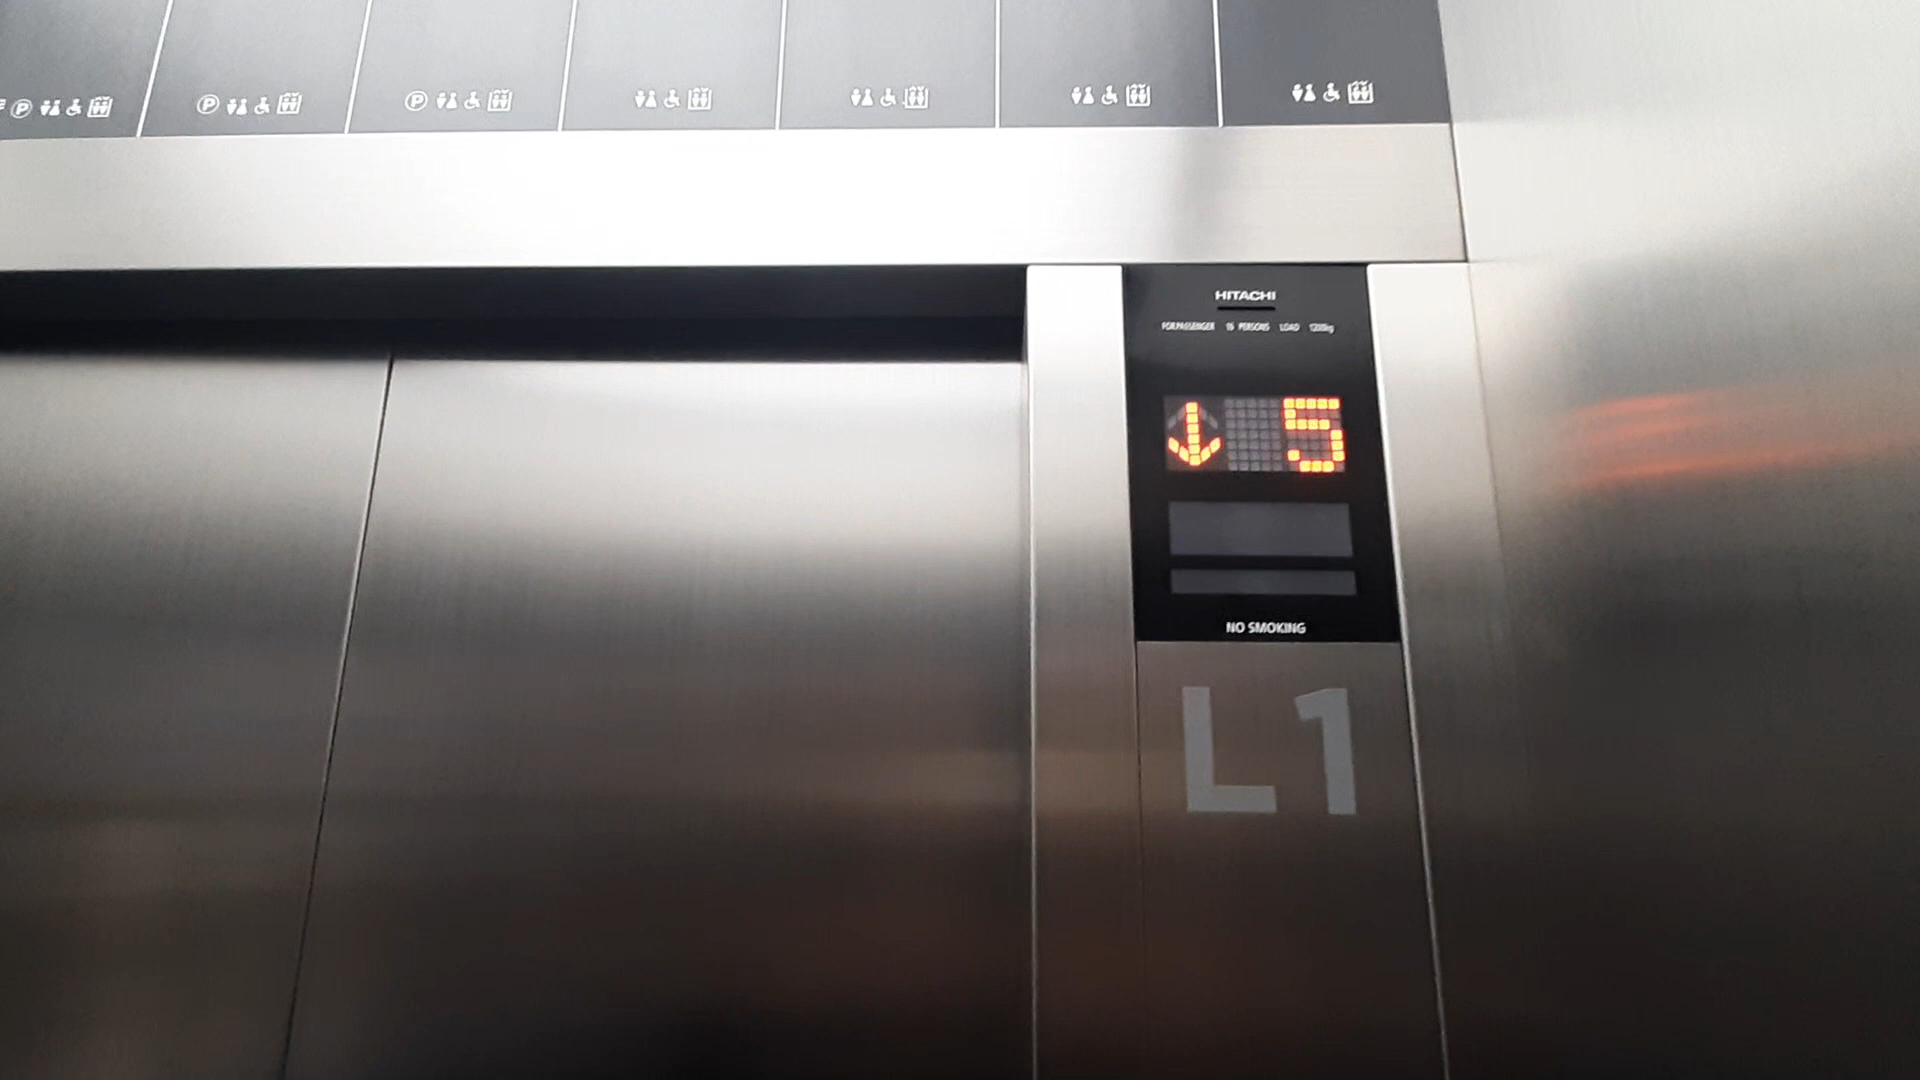 P
P
P
HITACHI
FOR PASSENGER 16 PERSONS LOAD 1200kg
5
NO SMOKING
L1